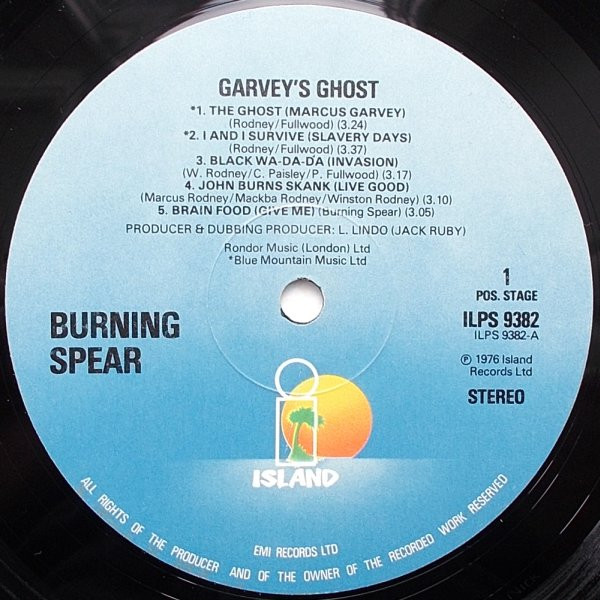 GARVEY'S GHOST
*1. THE GHOST (MARCUS GARVEY)
(Rodney/Fullwood) (3.24)
*2. I AND I SURVIVE (SLAVERY DAYS)
(Rodney/Fullwood) (3.37)
3. BLACK WA-DA-DA (INVASION)
(W. Rodney/C. Paisley/P. Fullwood) (3.17)
4. JOHN BURNS SKANK (LIVE GOOD)
(Marcus Rodney/Mackba Rodney/Winston Rodney) (3.10)
5. BRAIN FOOD (GIVE ME) (Burning Spear) (3.05)
PRODUCER & DUBBING PRODUCER: L. LINDO (JACK RUBY)
Rondor Music (London) Ltd
*Blue Mountain Music Ltd
BURNING
SPEAR
1
POS. STAGE
ILPS 9382
ILPS 9382-A
℗ 1976 Island
Records Ltd
STEREO
i
ISLAND
EMI RECORDS LTD
ALL RIGHTS OF THE PRODUCER AND OF THE OWNER OF THE RECORDED WORK RESERVED